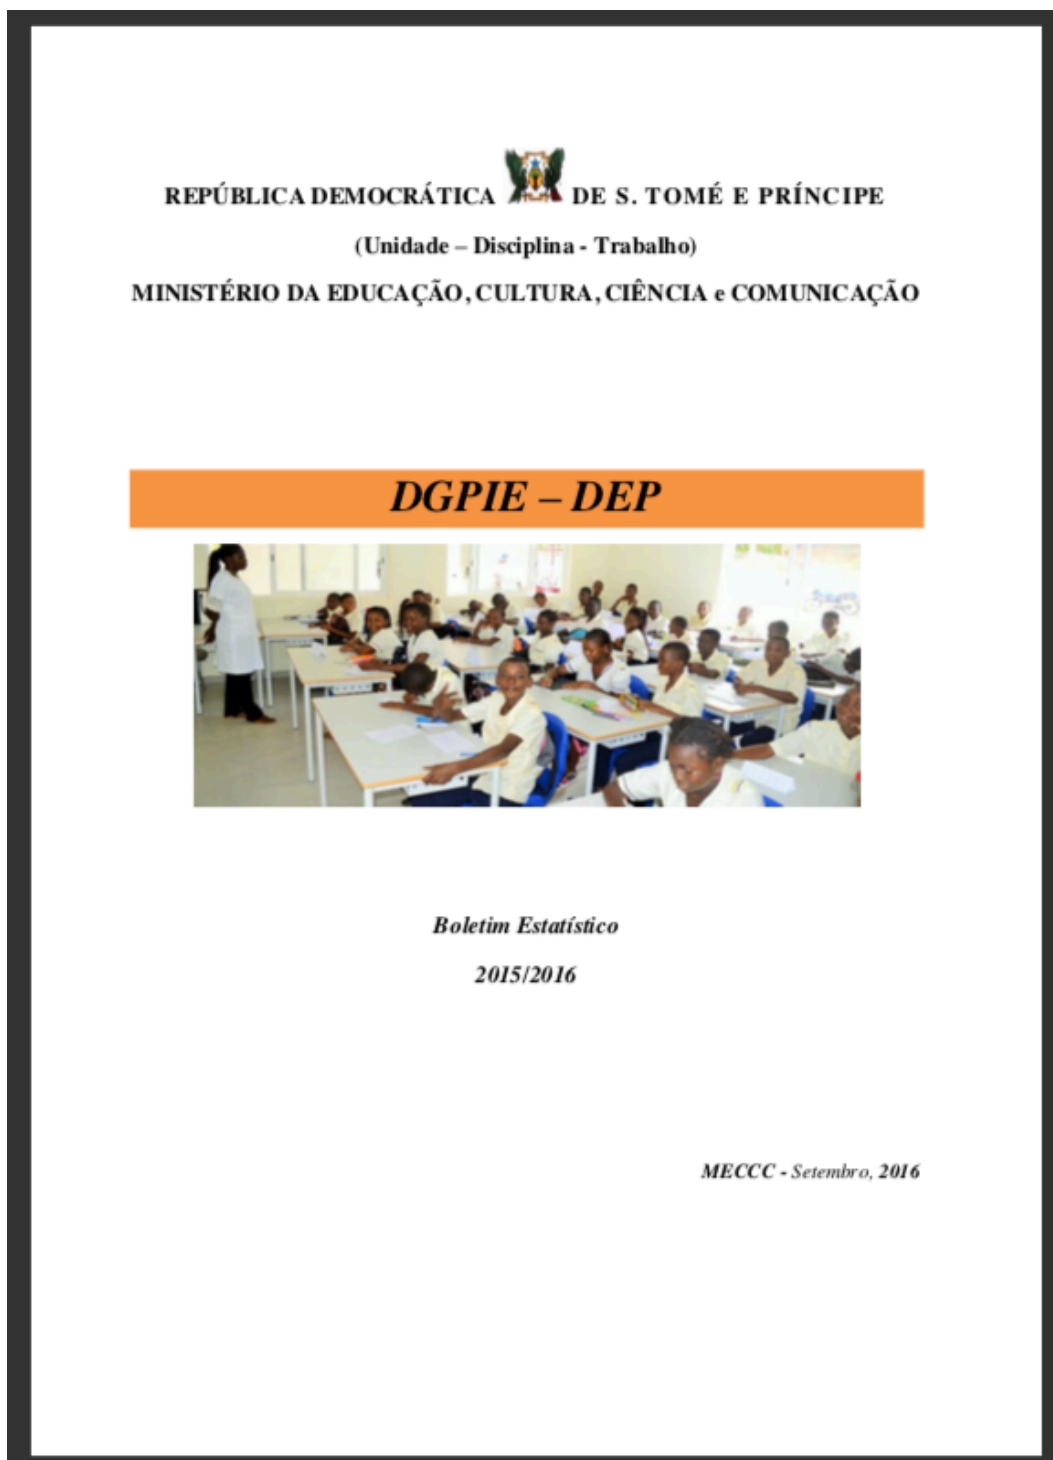 REPÚBLICA DEMOCRÁTICA DE S. TOMÉ E PRÍNCIPE
(Unidade – Disciplina - Trabalho)
MINISTÉRIO DA EDUCAÇÃO, CULTURA, CIÊNCIA e COMUNICAÇÃO
DGPIE – DEP
Boletim Estatístico
2015/2016
MECCC - Setembro, 2016